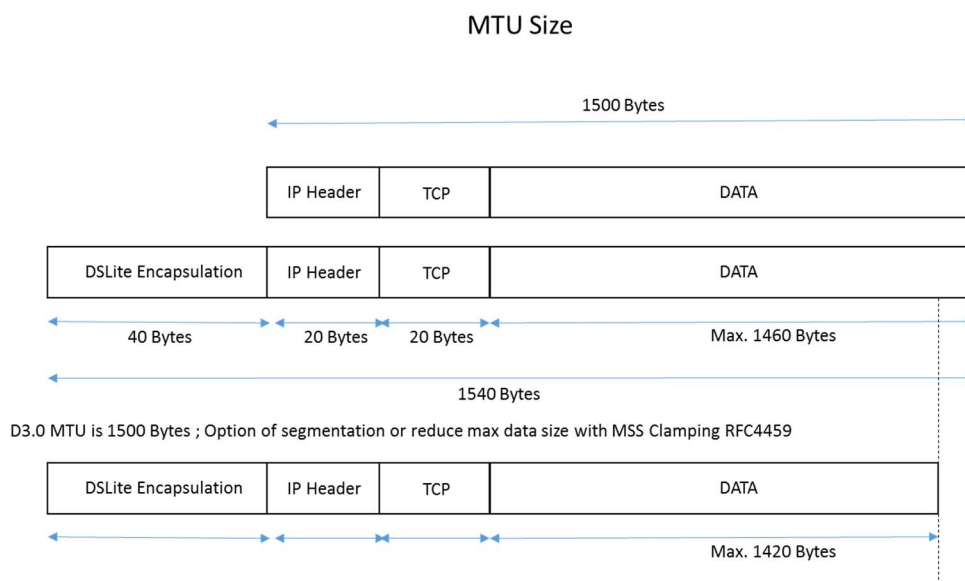 MTU Size
1500 Bytes
IP Header TCP DATA
DSLite Encapsulation IP Header TCP DATA
40 Bytes 20 Bytes 20 Bytes Max. 1460 Bytes
1540 Bytes
D3.0 MTU is 1500 Bytes ; Option of segmentation or reduce max data size with MSS Clamping RFC4459
DSLite Encapsulation IP Header TCP DATA
Max. 1420 Bytes